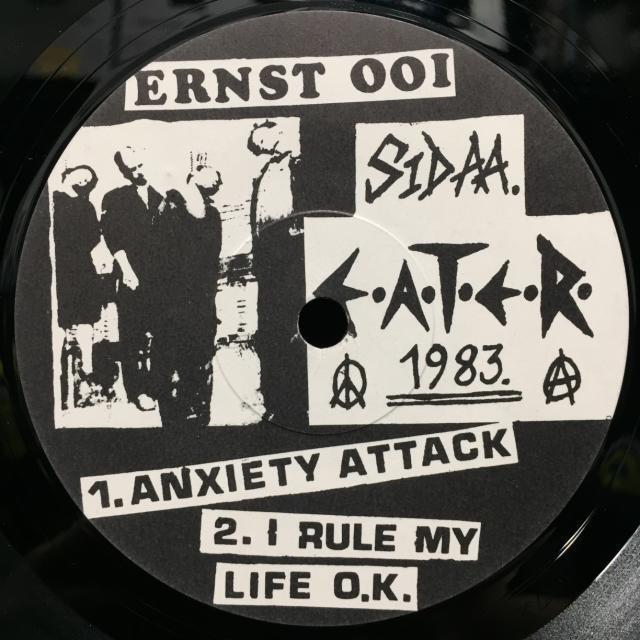 ERNST 001
SIDAA.
E.A.T.E.R.
1983.
1. ANXIETY ATTACK
2. I RULE MY
LIFE O.K.